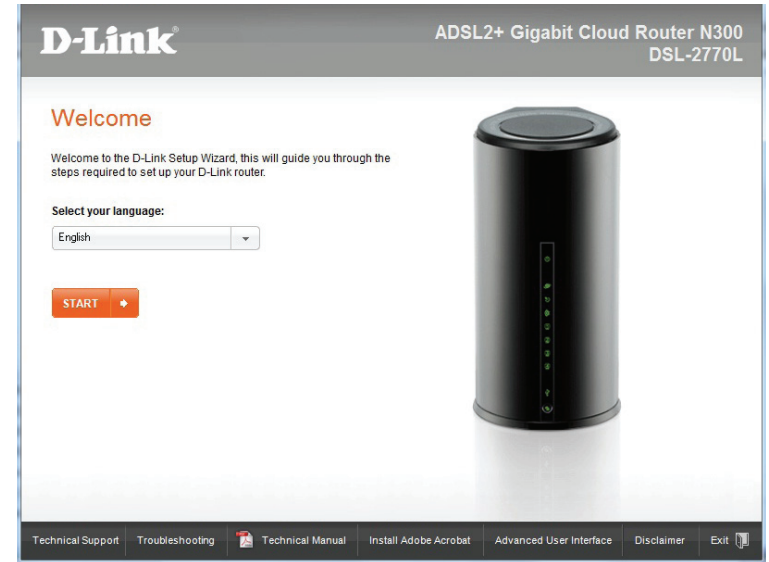 D-Link®
ADSL2+ Gigabit Cloud Router N300
DSL-2770L
Welcome
Welcome to the D-Link Setup Wizard, this will guide you through the
steps required to set up your D-Link router.
Select your language:
English
START
Technical Support
Troubleshooting
Technical Manual
Install Adobe Acrobat
Advanced User Interface
Disclaimer
Exit